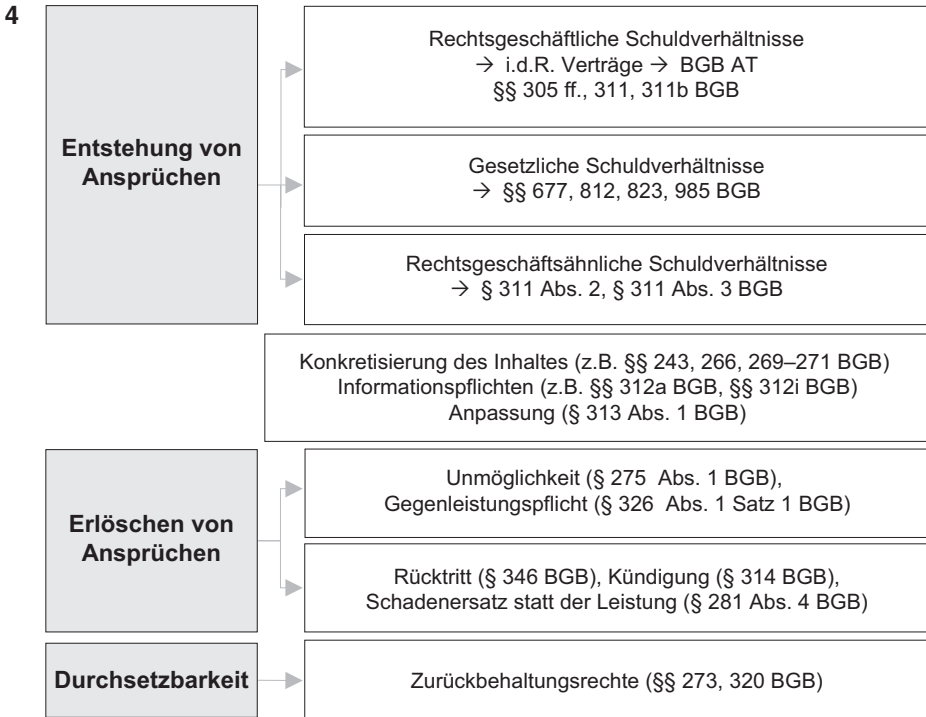 4
Entstehung von
Ansprüchen
Rechtsgeschäftliche Schuldverhältnisse
→ i.d.R. Verträge → BGB AT
§§ 305 ff., 311, 311b BGB
Gesetzliche Schuldverhältnisse
→ §§ 677, 812, 823, 985 BGB
Rechtsgeschäftsähnliche Schuldverhältnisse
→ § 311 Abs. 2, § 311 Abs. 3 BGB
Konkretisierung des Inhaltes (z.B. §§ 243, 266, 269–271 BGB)
Informationspflichten (z.B. §§ 312a BGB, §§ 312i BGB)
Anpassung (§ 313 Abs. 1 BGB)
Erlöschen von
Ansprüchen
Unmöglichkeit (§ 275 Abs. 1 BGB),
Gegenleistungspflicht (§ 326 Abs. 1 Satz 1 BGB)
Rücktritt (§ 346 BGB), Kündigung (§ 314 BGB),
Schadenersatz statt der Leistung (§ 281 Abs. 4 BGB)
Durchsetzbarkeit
Zurückbehaltungsrechte (§§ 273, 320 BGB)